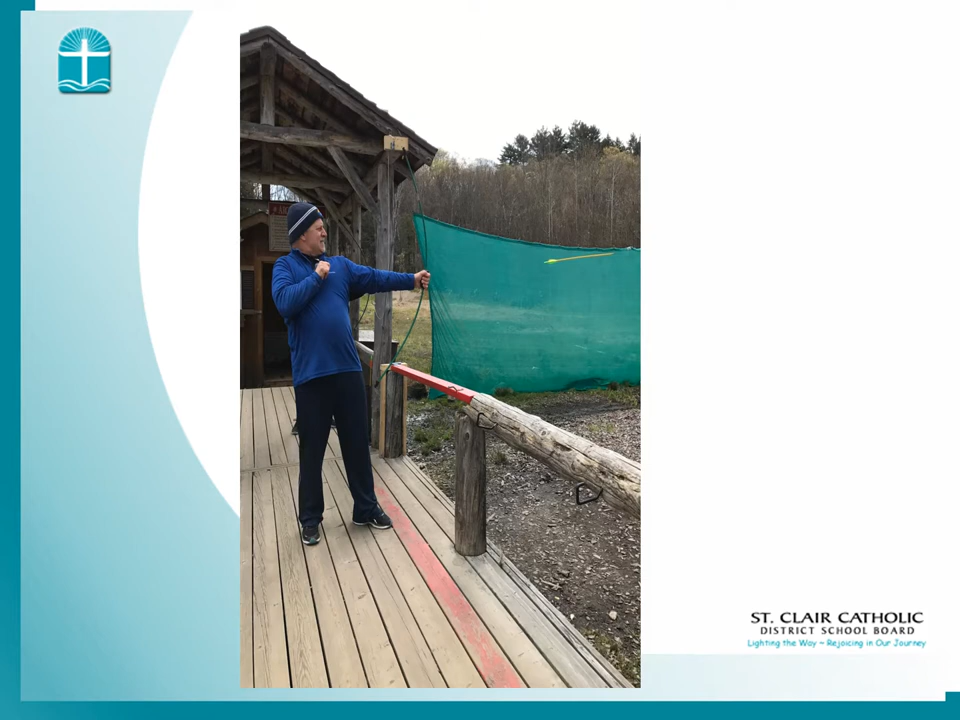 ST. CLAIR CATHOLIC
DISTRICT SCHOOL BOARD
Lighting the Way ~ Rejoicing in Our Journey